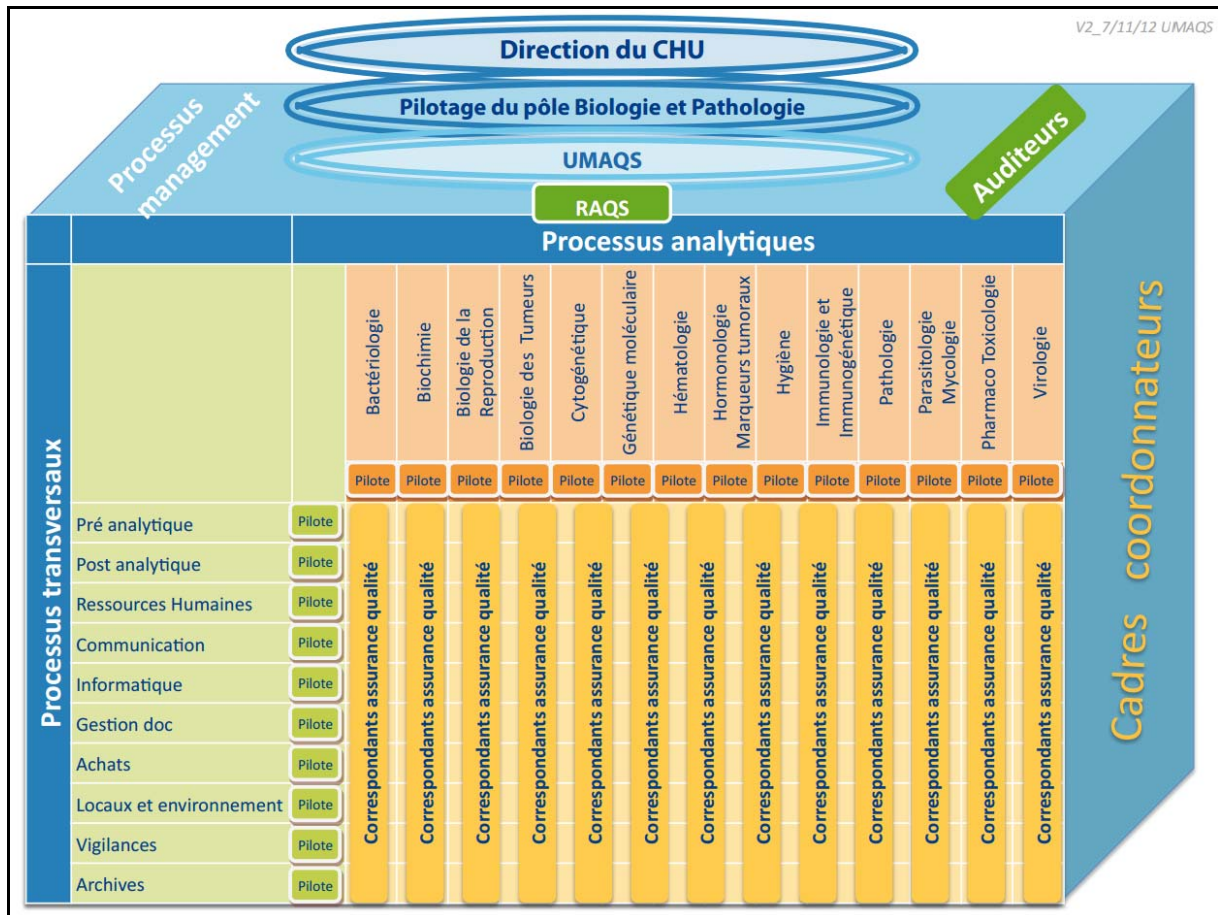 V2_7/11/12 UMAQS
Direction du CHU
Pilotage du pôle Biologie et Pathologie
UMAQS
RAQS
Processus
management
Auditeurs
Processus analytiques
Bactériologie
Biochimie
Biologie de la
Reproduction
Biologie des Tumeurs
Cytogénétique
Génétique moléculaire
Hématologie
Hormonologie
Marqueurs tumoraux
Hygiène
Immunologie et
Immunogénétique
Pathologie
Parasitologie
Mycologie
Pharmaco Toxicologie
Virologie
Pilote Pilote Pilote Pilote Pilote Pilote Pilote Pilote Pilote Pilote Pilote Pilote Pilote Pilote
Processus transversaux
Pré analytique Pilote
Post analytique Pilote
Ressources Humaines Pilote
Communication Pilote
Informatique Pilote
Gestion doc Pilote
Achats Pilote
Locaux et environnement Pilote
Vigilances Pilote
Archives Pilote
Correspondants assurance qualité
Correspondants assurance qualité
Correspondants assurance qualité
Correspondants assurance qualité
Correspondants assurance qualité
Correspondants assurance qualité
Correspondants assurance qualité
Correspondants assurance qualité
Correspondants assurance qualité
Correspondants assurance qualité
Correspondants assurance qualité
Correspondants assurance qualité
Correspondants assurance qualité
Cadres coordonnateurs